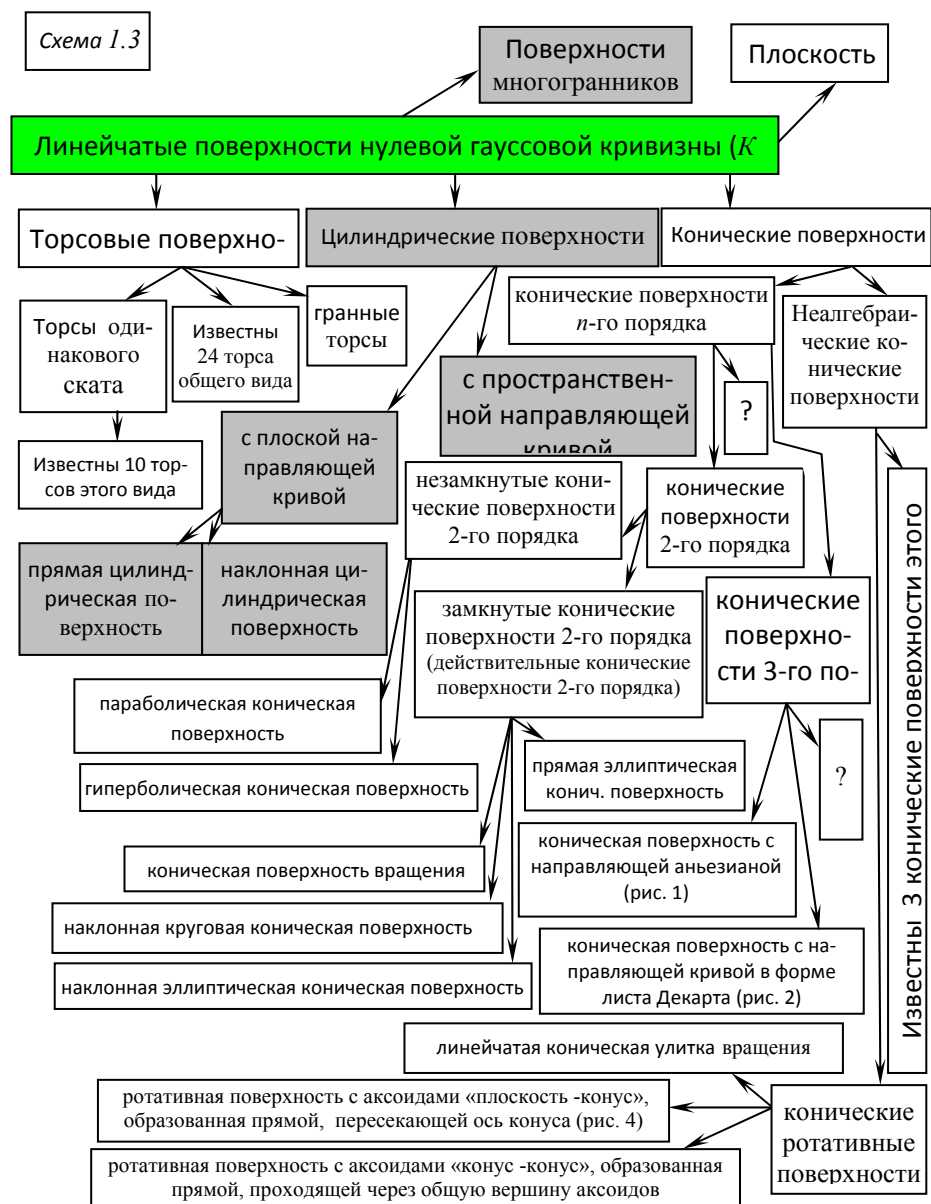 Схема 1.3
Поверхности
многогранников
Плоскость
Линейчатые поверхности нулевой гауссовой кривизны (К
Торсовые поверхно-
Цилиндрические поверхности
Конические поверхности
Торсы оди-
накового
ската
Известны
24 торса
общего вида
гранные
торсы
конические поверхности
n-го порядка
Неалгебраи-
ческие ко-
нические
поверхности
с пространствен-
ной направляющей
кривой
?
Известны 10 тор-
сов этого вида
с плоской на-
правляющей
кривой
незамкнутые кони-
ческие поверхности
2-го порядка
конические
поверхности
2-го порядка
Известны 3 конические поверхности этого
прямая цилинд-
рическая по-
верхность
наклонная ци-
линдрическая
поверхность
замкнутые конические
поверхности 2-го порядка
(действительные конические
поверхности 2-го порядка)
конические
поверхно-
сти 3-го по-
параболическая коническая
поверхность
гиперболическая коническая поверхность
прямая эллиптическая
конич. поверхность
?
коническая поверхность вращения
коническая поверхность с
направляющей аньезианой
(рис. 1)
наклонная круговая коническая поверхность
наклонная эллиптическая коническая поверхность
коническая поверхность с на-
правляющей кривой в форме
листа Декарта (рис. 2)
линейчатая коническая улитка вращения
ротативная поверхность с аксоидами «плоскость -конус»,
образованная прямой, пересекающей ось конуса (рис. 4)
конические
ротативные
поверхности
ротативная поверхность с аксоидами «конус -конус», образованная
прямой, проходящей через общую вершину аксоидов